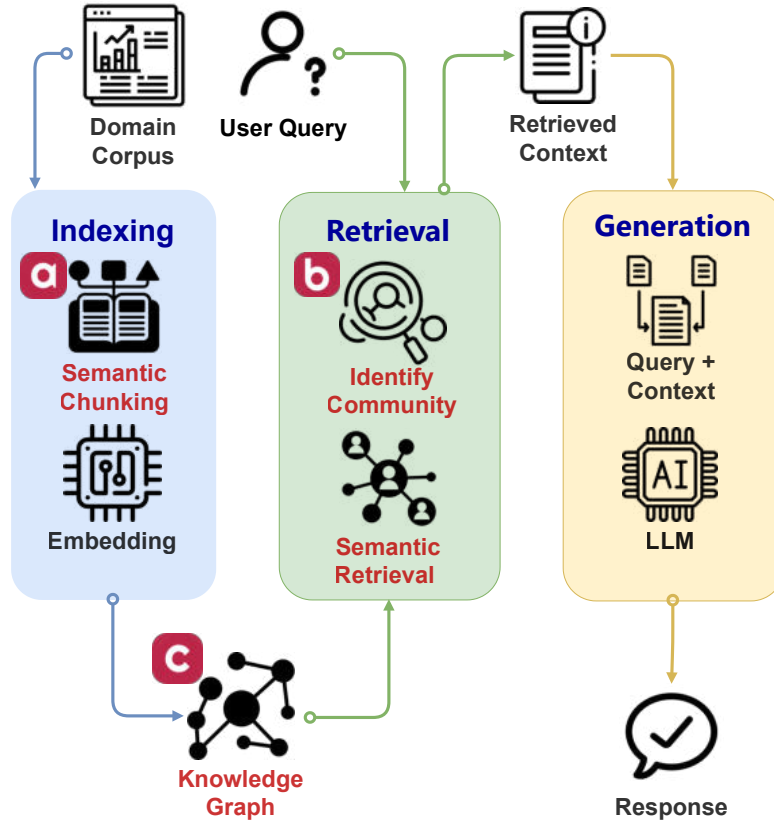 Domain
Corpus
User Query
?
i
Retrieved
Context
Indexing
a
Semantic
Chunking
Embedding
Retrieval
b
Identify
Community
Semantic
Retrieval
Generation
Query +
Context
AI
LLM
c
Knowledge
Graph
Response